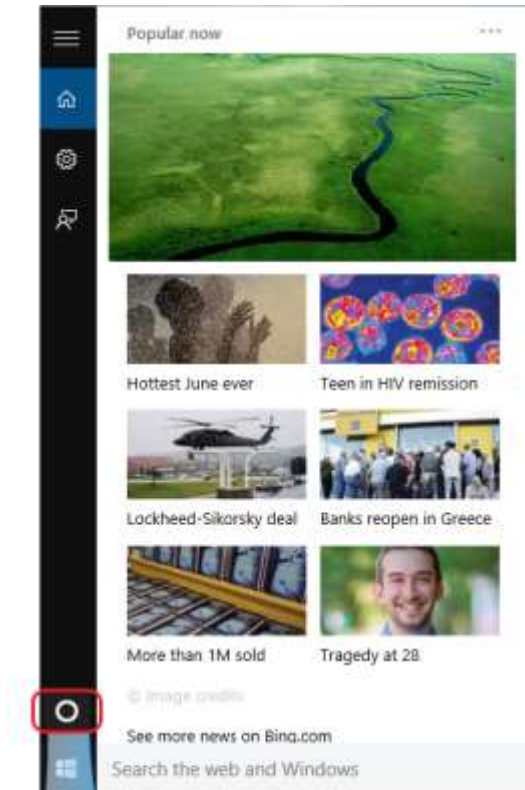 Popular now
Hottest June ever
Teen in HIV remission
Lockheed-Sikorsky deal
Banks reopen in Greece
More than 1M sold
Tragedy at 28
© Image credits
See more news on Bing.com
Search the web and Windows